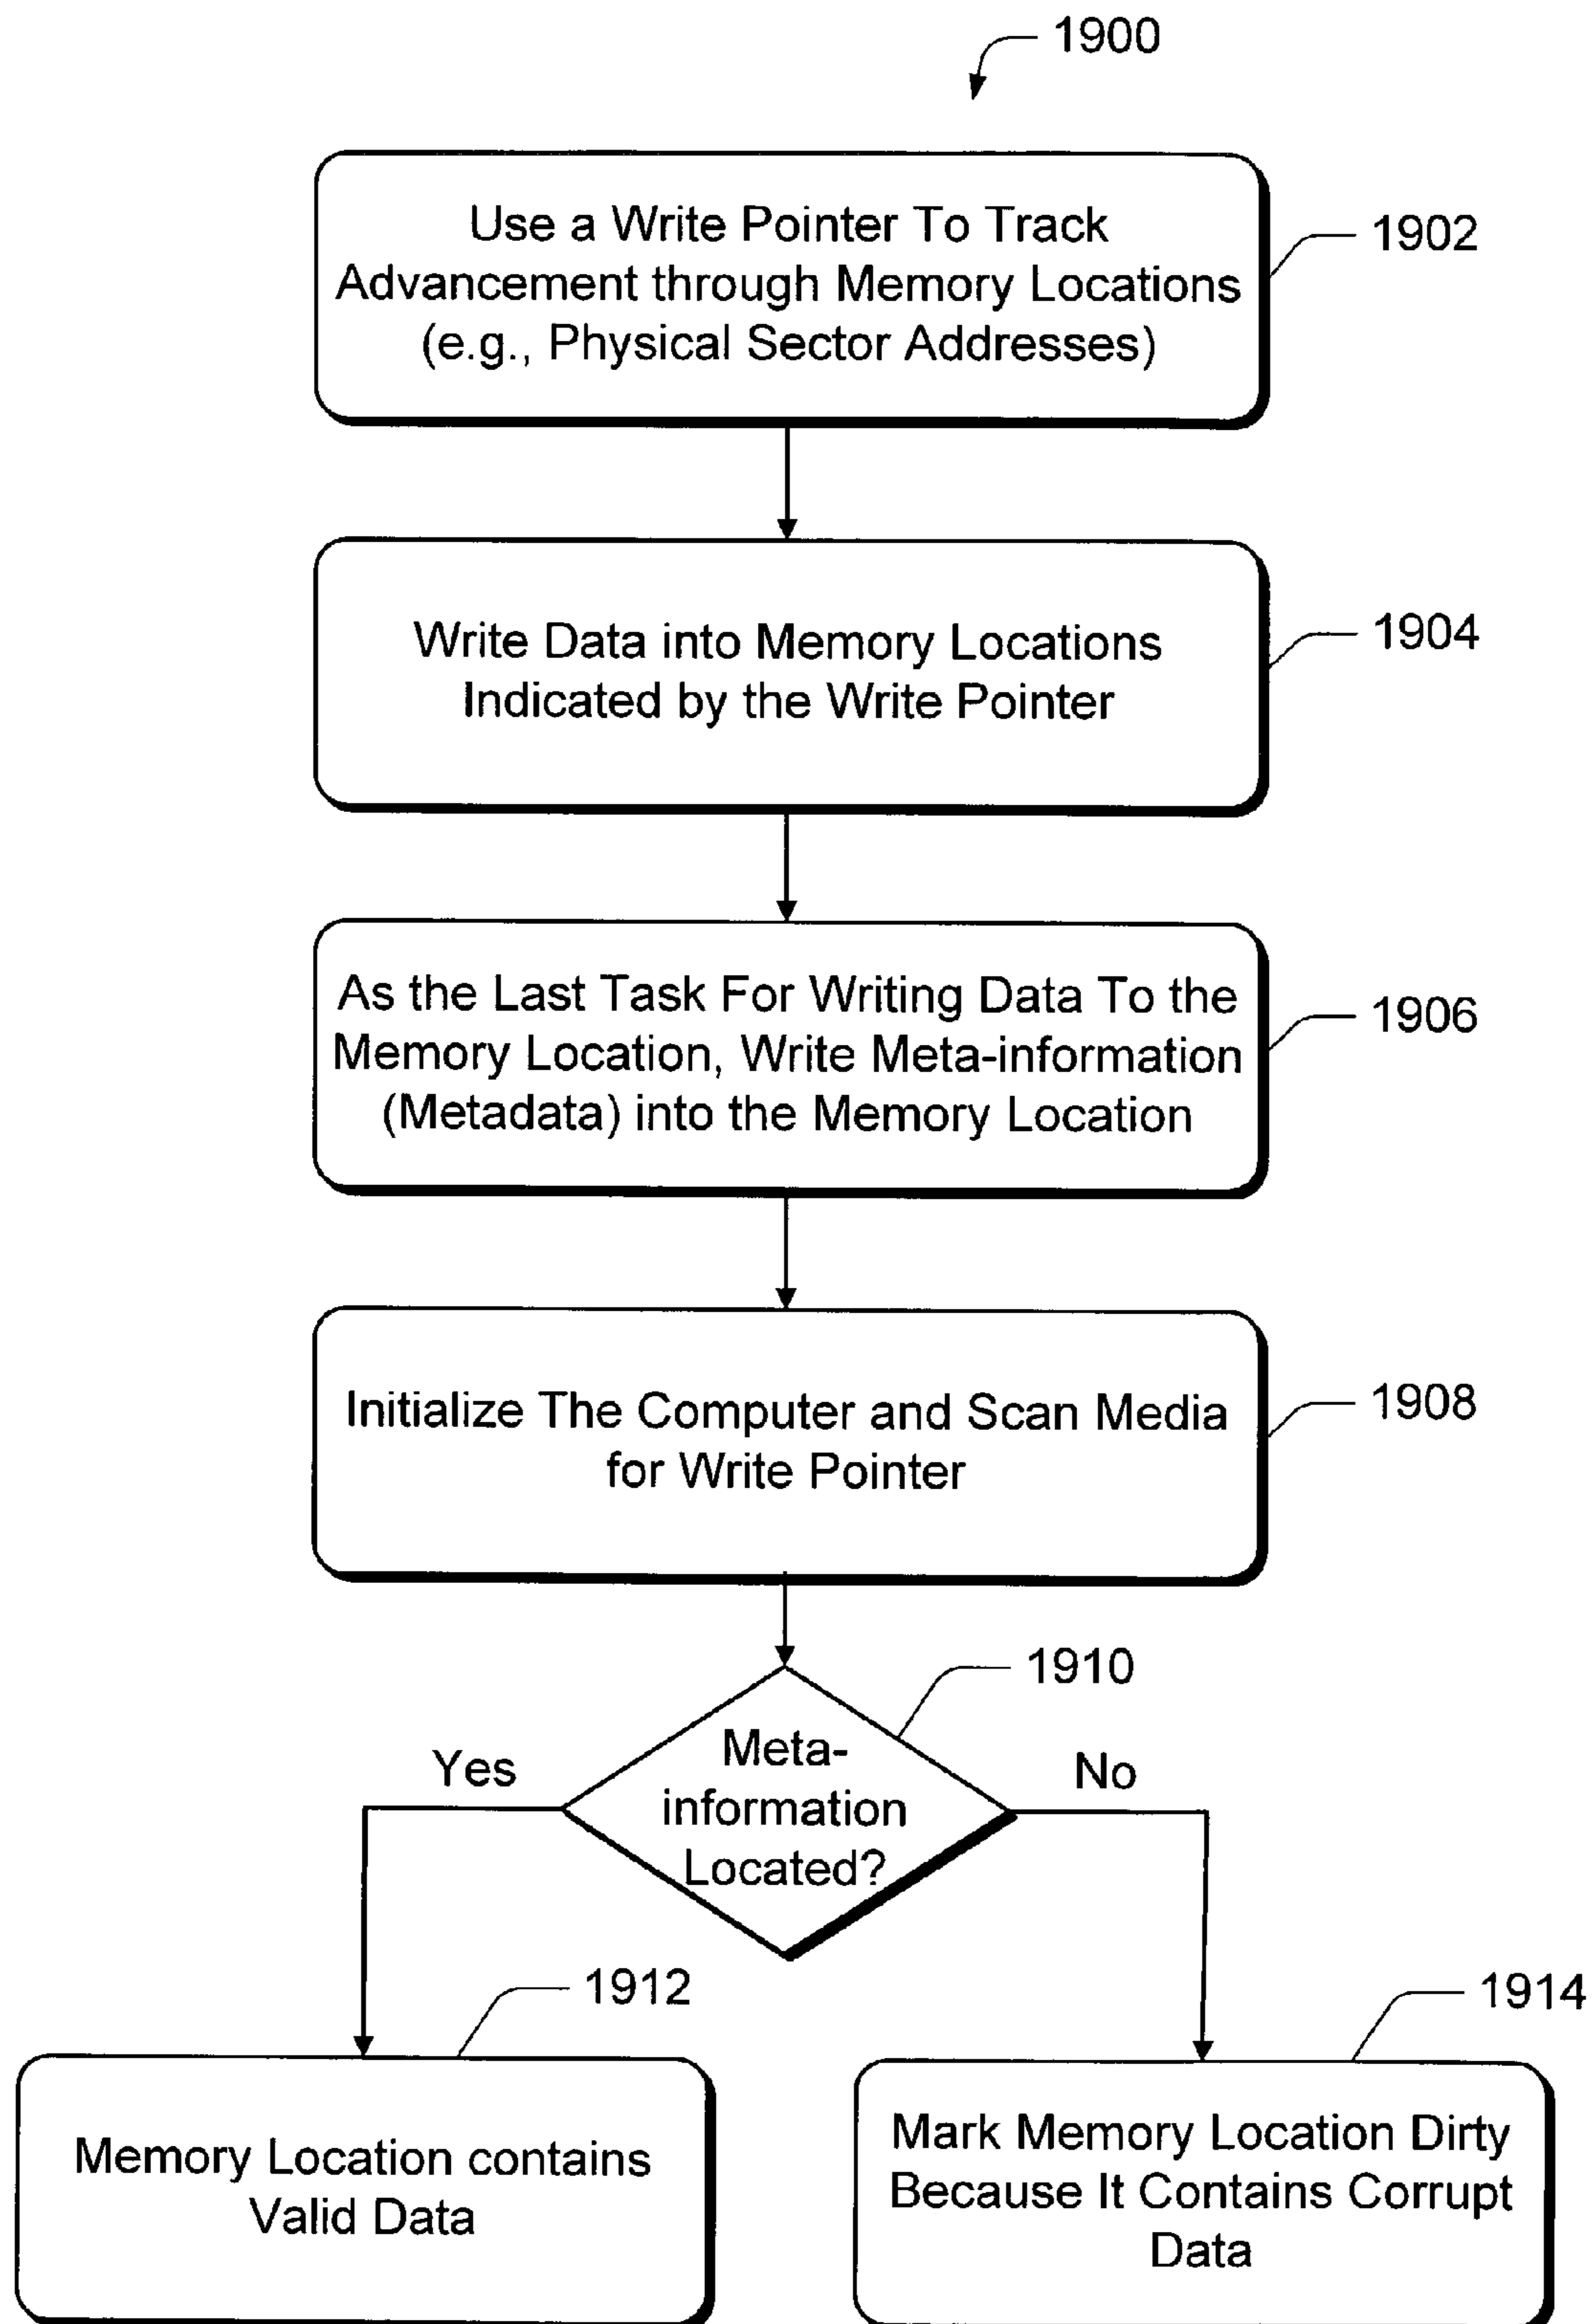 1900
Use a Write Pointer To Track
Advancement through Memory Locations
(e.g., Physical Sector Addresses)
1902
Write Data into Memory Locations
Indicated by the Write Pointer
1904
As the Last Task For Writing Data To the
Memory Location, Write Meta-information
(Metadata) into the Memory Location
1906
Initialize The Computer and Scan Media
for Write Pointer
1908
1910
Meta-
information
Located?
Yes
No
1912
Memory Location contains
Valid Data
1914
Mark Memory Location Dirty
Because It Contains Corrupt
Data